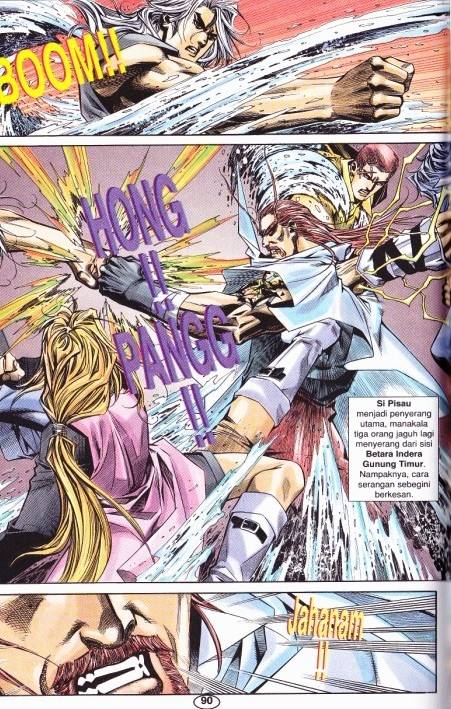 BOOM!!
HONG
!!
PANGG
!!
Si Pisau
menjadi penyerang
utama, manakala
tiga orang jaguh lagi
menyerang dari sisi
Betara Indera
Gunung Timur.
Nampaknya, cara
serangan sebegini
berkesan.
Jahanam
!!
90